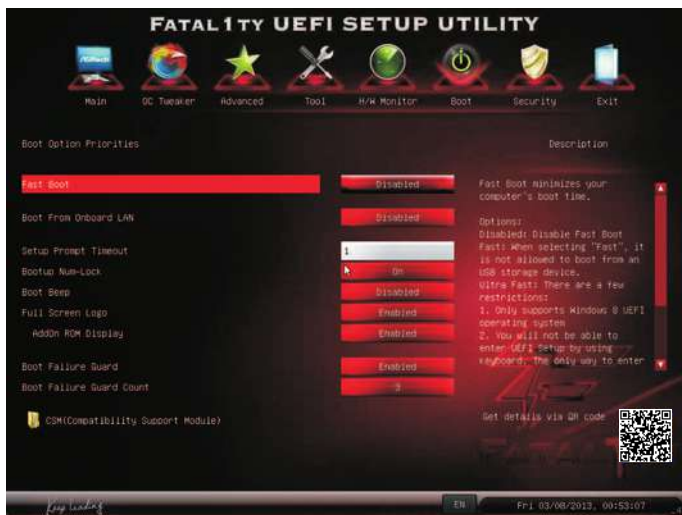 FATAL1TY UEFI SETUP UTILITY
ASRock
Main OC Tweaker Advanced Tool H/W Monitor Boot Security Exit
Boot Option Priorities
Description
Fast Boot Disabled
Boot From Onboard LAN Disabled
Setup Prompt Timeout 1
Bootup Num-Lock On
Boot Beep Disabled
Full Screen Logo Enabled
AddOn ROM Display Enabled
Boot Failure Guard Enabled
Boot Failure Guard Count 3
CSM(Compatibility Support Module)
Fast Boot minimizes your
computer's boot time.
Options:
Disabled: Disable Fast Boot
Fast: When selecting "Fast", it
is not allowed to boot from an
USB storage device.
Ultra Fast: There are a few
restrictions:
1. Only supports Windows 8 UEFI
operating system
2. You will not be able to
enter UEFI Setup by using
keyboard. The only way to enter
Get details via QR code
Keep Leading
EN Fri 03/08/2013, 00:53:07